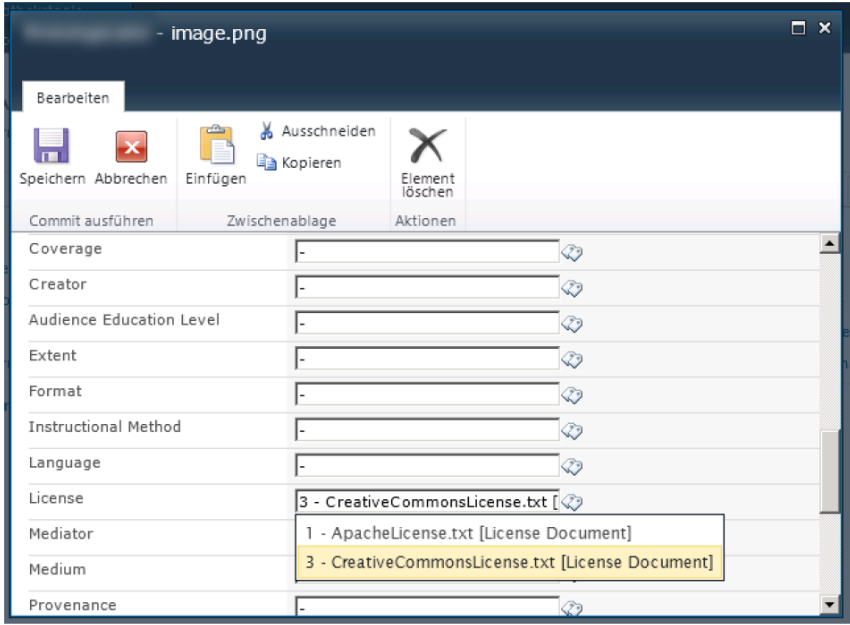 - image.png
Bearbeiten
Speichern Abbrechen
Einfügen
Ausschneiden
Kopieren
Element
löschen
Commit ausführen
Zwischenablage
Aktionen
Coverage -
Creator -
Audience Education Level -
Extent -
Format -
Instructional Method -
Language -
License 3 - CreativeCommonsLicense.txt [
Mediator 1 - ApacheLicense.txt [License Document]
Medium 3 - CreativeCommonsLicense.txt [License Document]
Provenance -